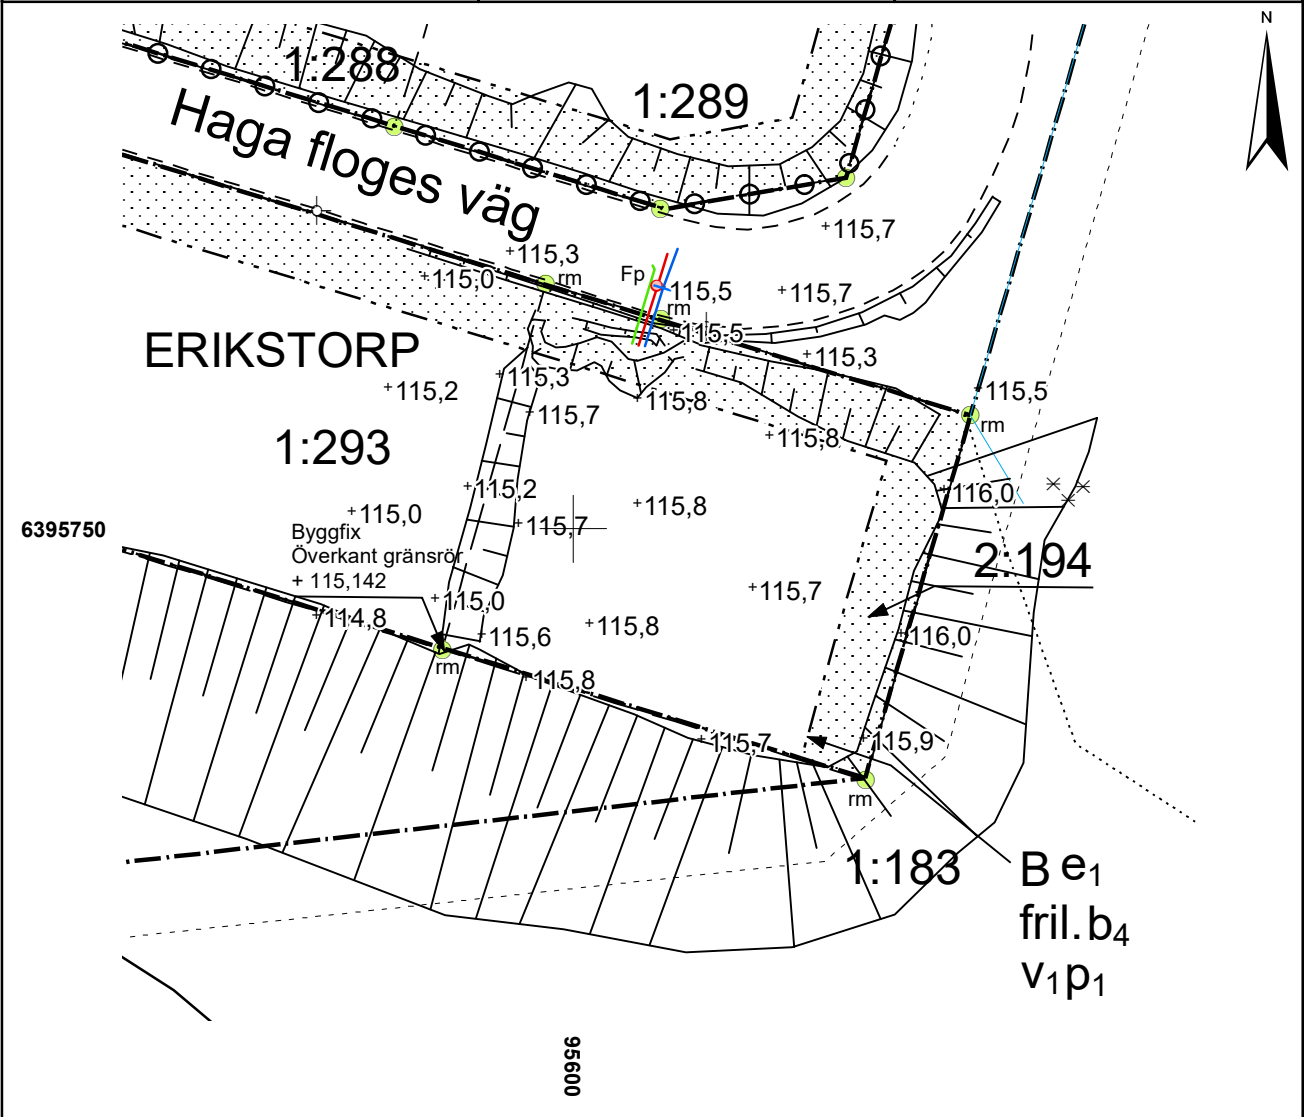 N
1:288
1:289
Haga floges väg
+115,7
+115,3
rm
+115,0
Fp
115,5
+115,7
rm
+115,5
ERIKSTORP
+115,3
+115,3
+115,2
+115,5
+115,8
+115,7
rm
+115,8
1:293
+115,2
+116,0
+115,8
+115,0
+115,7
6395750
Byggfix
Överkant gränsrör
+ 115,142
2:194
+115,7
+115,0
+114,8
+115,8
+115,6
+116,0
rm
+115,8
+115,7
+115,9
rm
1:183
B e1
fril. b4
v1 p1
95600